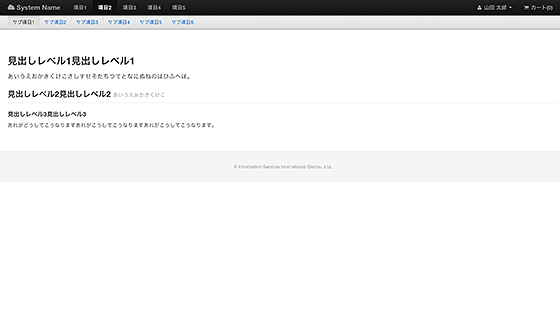 System Name 項目1 項目2 項目3 項目4 項目5 山田 太郎 カート(0)
サブ項目1 サブ項目2 サブ項目3 サブ項目4 サブ項目5 サブ項目6
見出しレベル1見出しレベル1
あいうえおかきくけこさしすせそたちつてとなにぬねのはひふへほ。
見出しレベル2見出しレベル2 あいうえおかきくけこ
見出しレベル3見出しレベル3
あれがどうしてこうなりますあれがこうしてこうなりますあれがこうしてこうなります。
© Information Services International-Dentsu, Ltd.